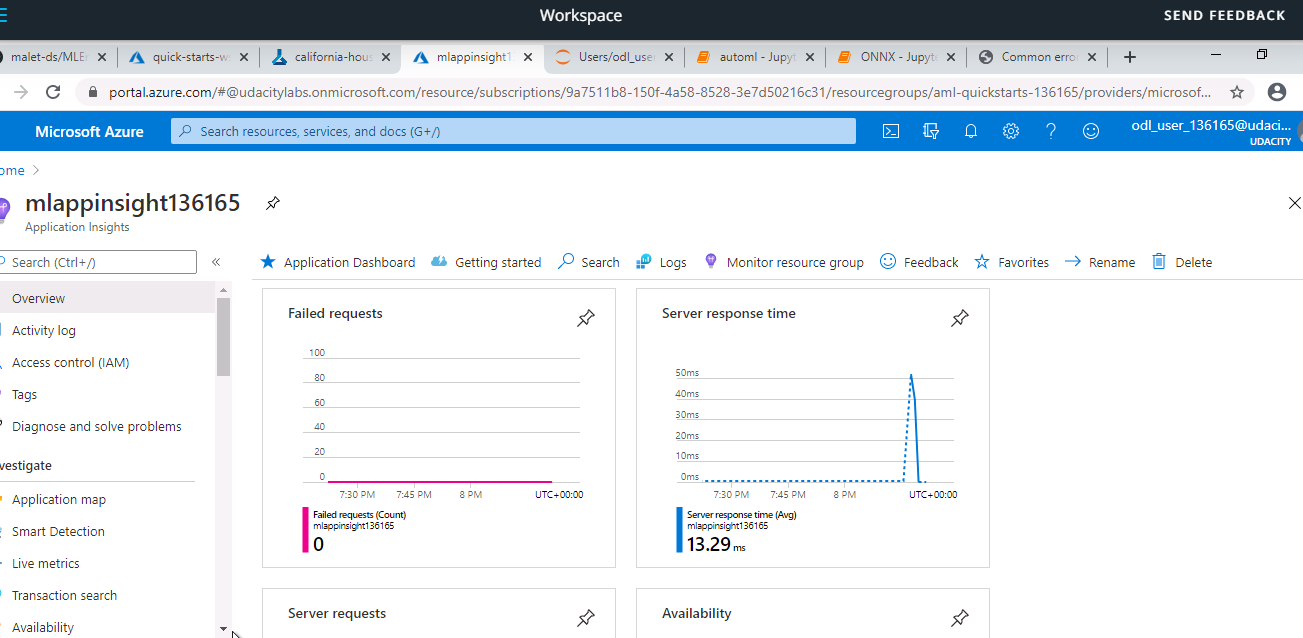 Workspace
SEND FEEDBACK
malet-ds/MLE
quick-starts-w
california-hous
mlappinsight1
Users/odl_user
automl - Jupyt
ONNX - Jupyt
Common erro
portal.azure.com/#@udacitylabs.onmicrosoft.com/resource/subscriptions/9a7511b8-150f-4a58-8528-3e7d50216c31/resourcegroups/aml-quickstarts-136165/providers/microsof...
Microsoft Azure
Search resources, services, and docs (G+/)
odl_user_136165@udaci...
UDACITY
ome >
mlappinsight136165
Application Insights
Search (Ctrl+/)
«
Application Dashboard
Getting started
Search
Logs
Monitor resource group
Feedback
Favorites
Rename
Delete
Overview
Activity log
Access control (IAM)
Tags
Diagnose and solve problems
vestigate
Application map
Smart Detection
Live metrics
Transaction search
Availability
Failed requests
100
80
60
40
20
0
7:30 PM 7:45 PM 8 PM UTC+00:00
Failed requests (Count)
mlappinsight136165
0
Server response time
50ms
40ms
30ms
20ms
10ms
0ms
7:30 PM 7:45 PM 8 PM UTC+00:00
Server response time (Avg)
mlappinsight136165
13.29 ms
Server requests
Availability